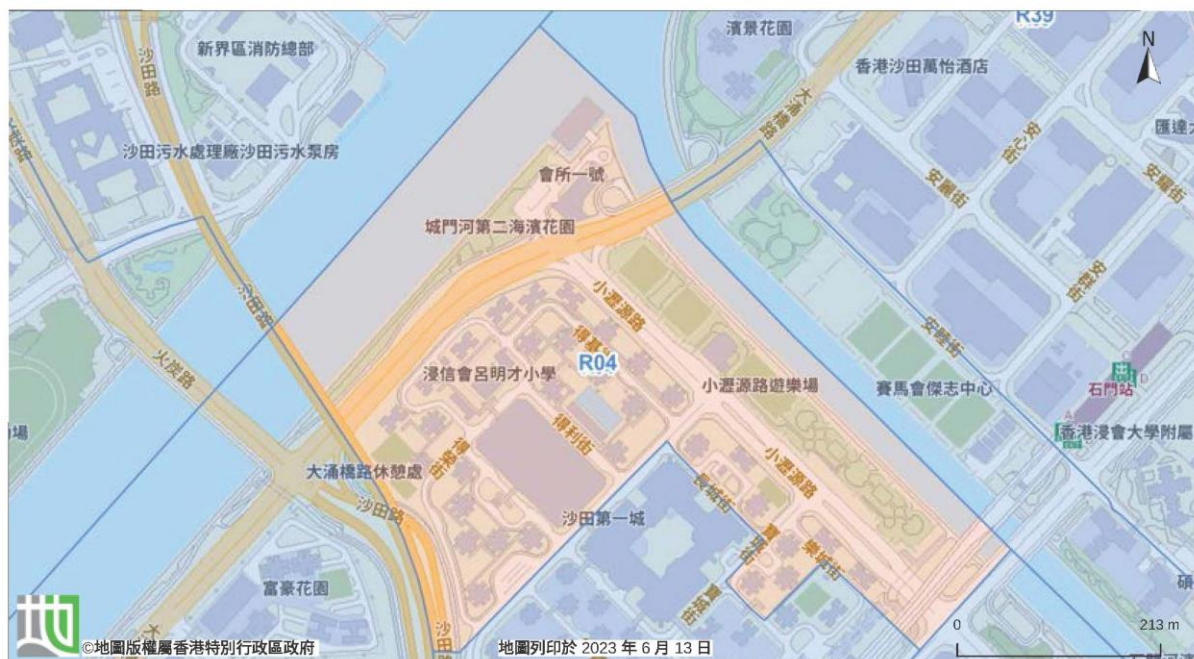 R39
濱景花園
N
新界區消防總部
沙田路
香港沙田萬怡酒店
大涌橋路
安心街
匯達大
沙田污水處理廠沙田污水泵房
安麗街
安耀街
會所一號
城門河第二海濱花園
安群街
小瀝源路
沙田路
得基
R04
安睦街
火炭路
浸信會呂明才小學
小瀝源路遊樂場
賽馬會傑志中心
石門站
D
A
香港浸會大學附屬
得利街
得榮街
大涌橋路休憩處
沙田路
小瀝源路
長城街
沙田第一城
寶
街
樂城街
富豪花園
寶城街
碩
沙田路
地
©地圖版權屬香港特別行政區政府
地圖列印於 2023 年 6 月 13 日
0
213 m